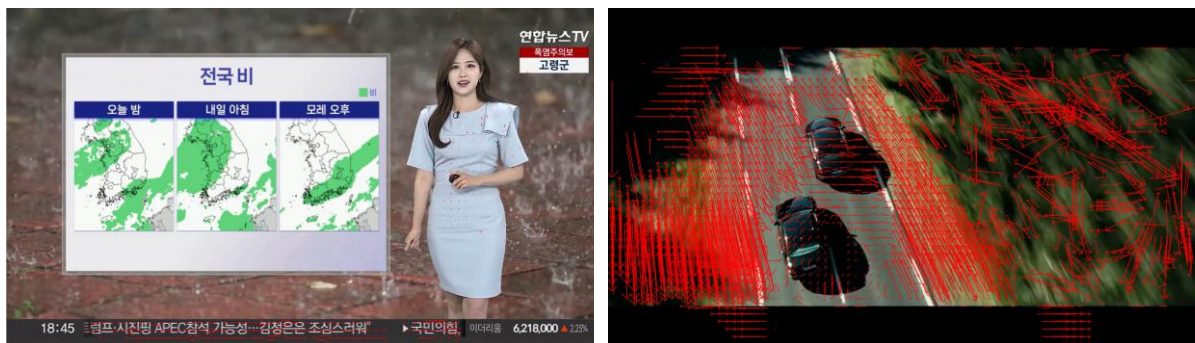 연합뉴스TV
폭염주의보
고령군
전국 비
비
오늘 밤
내일 아침
모레 오후
18:45
럼프·시진핑 APEC참석 가능성…김정은은 조심스러워"
▶국민의힘,
이더리움 6,218,000 ▲ 2.25%